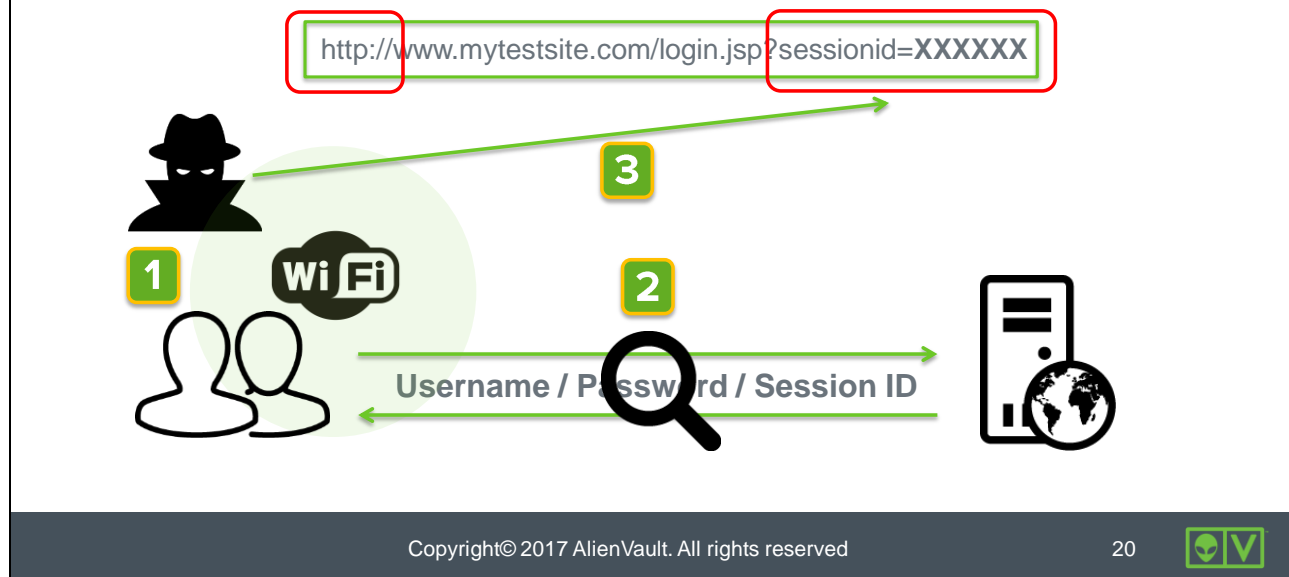 http://www.mytestsite.com/login.jsp?sessionid=XXXXXX
3
1
WiFi
2
Username / Password / Session ID
Copyright© 2017 AlienVault. All rights reserved
20
V